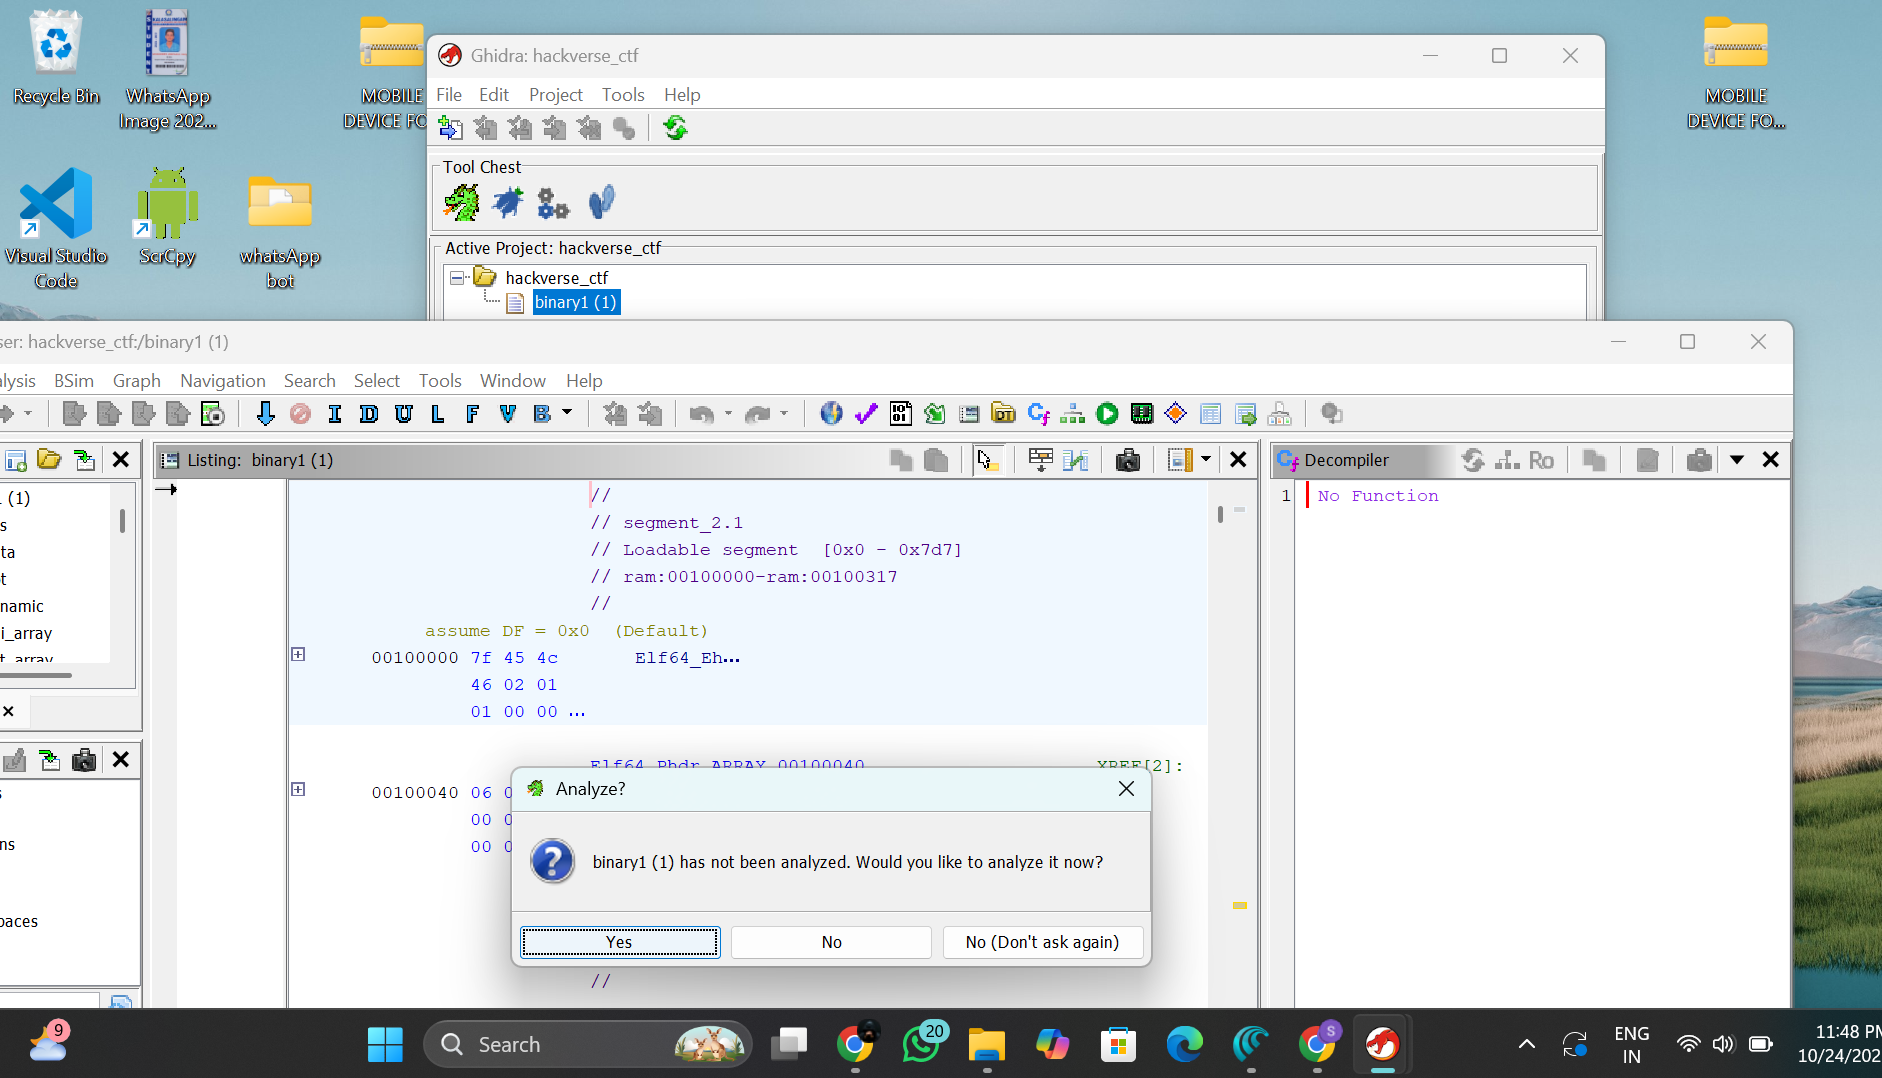 Recycle Bin
WhatsApp
Image 202...
MOBILE
DEVICE FO
MOBILE
DEVICE FO...
Visual Studio
Code
ScrCpy
whatsApp
bot
Ghidra: hackverse_ctf
File Edit Project Tools Help
Tool Chest
Active Project: hackverse_ctf
hackverse_ctf
binary1 (1)
ser: hackverse_ctf:/binary1 (1)
alysis BSim Graph Navigation Search Select Tools Window Help
I D U L F V B
Listing: binary1 (1)
Decompiler
Ro
(1)
s
ta
t
namic
i_array
t_array
ns
paces
//
// segment_2.1
// Loadable segment [0x0 - 0x7d7]
// ram:00100000-ram:00100317
//
assume DF = 0x0 (Default)
00100000 7f 45 4c Elf64_Eh...
46 02 01
01 00 00 ...
Elf64_Phdr_ARRAY_00100040 XREF[2]:
00100040 06 0
00 0
00 0
//
1 No Function
Analyze?
binary1 (1) has not been analyzed. Would you like to analyze it now?
Yes No No (Don't ask again)
9
Search
20
S
ENG
IN
11:48 PM
10/24/202